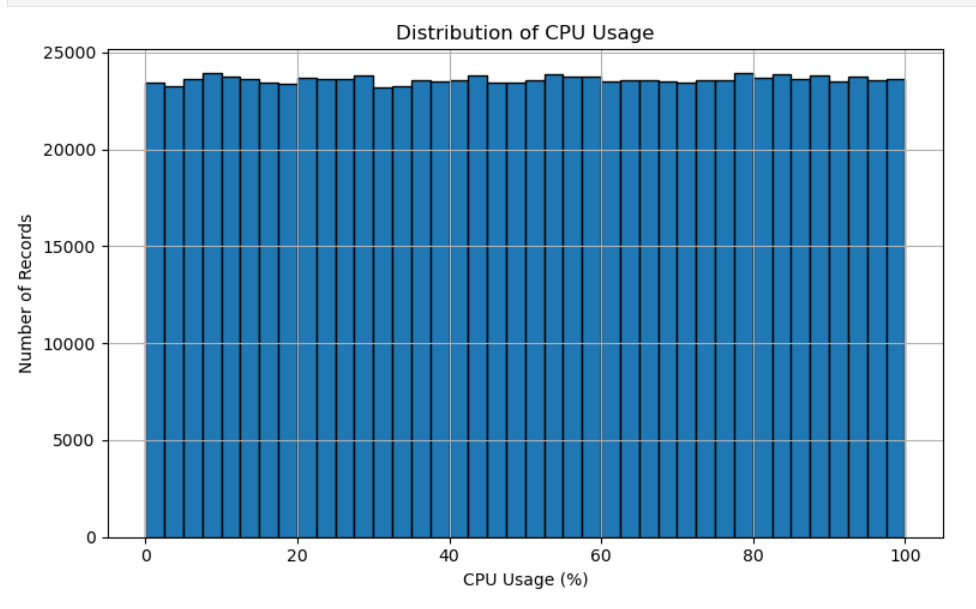 Distribution of CPU Usage
25000
20000
15000
10000
5000
0
Number of Records
0 20 40 60 80 100
CPU Usage (%)